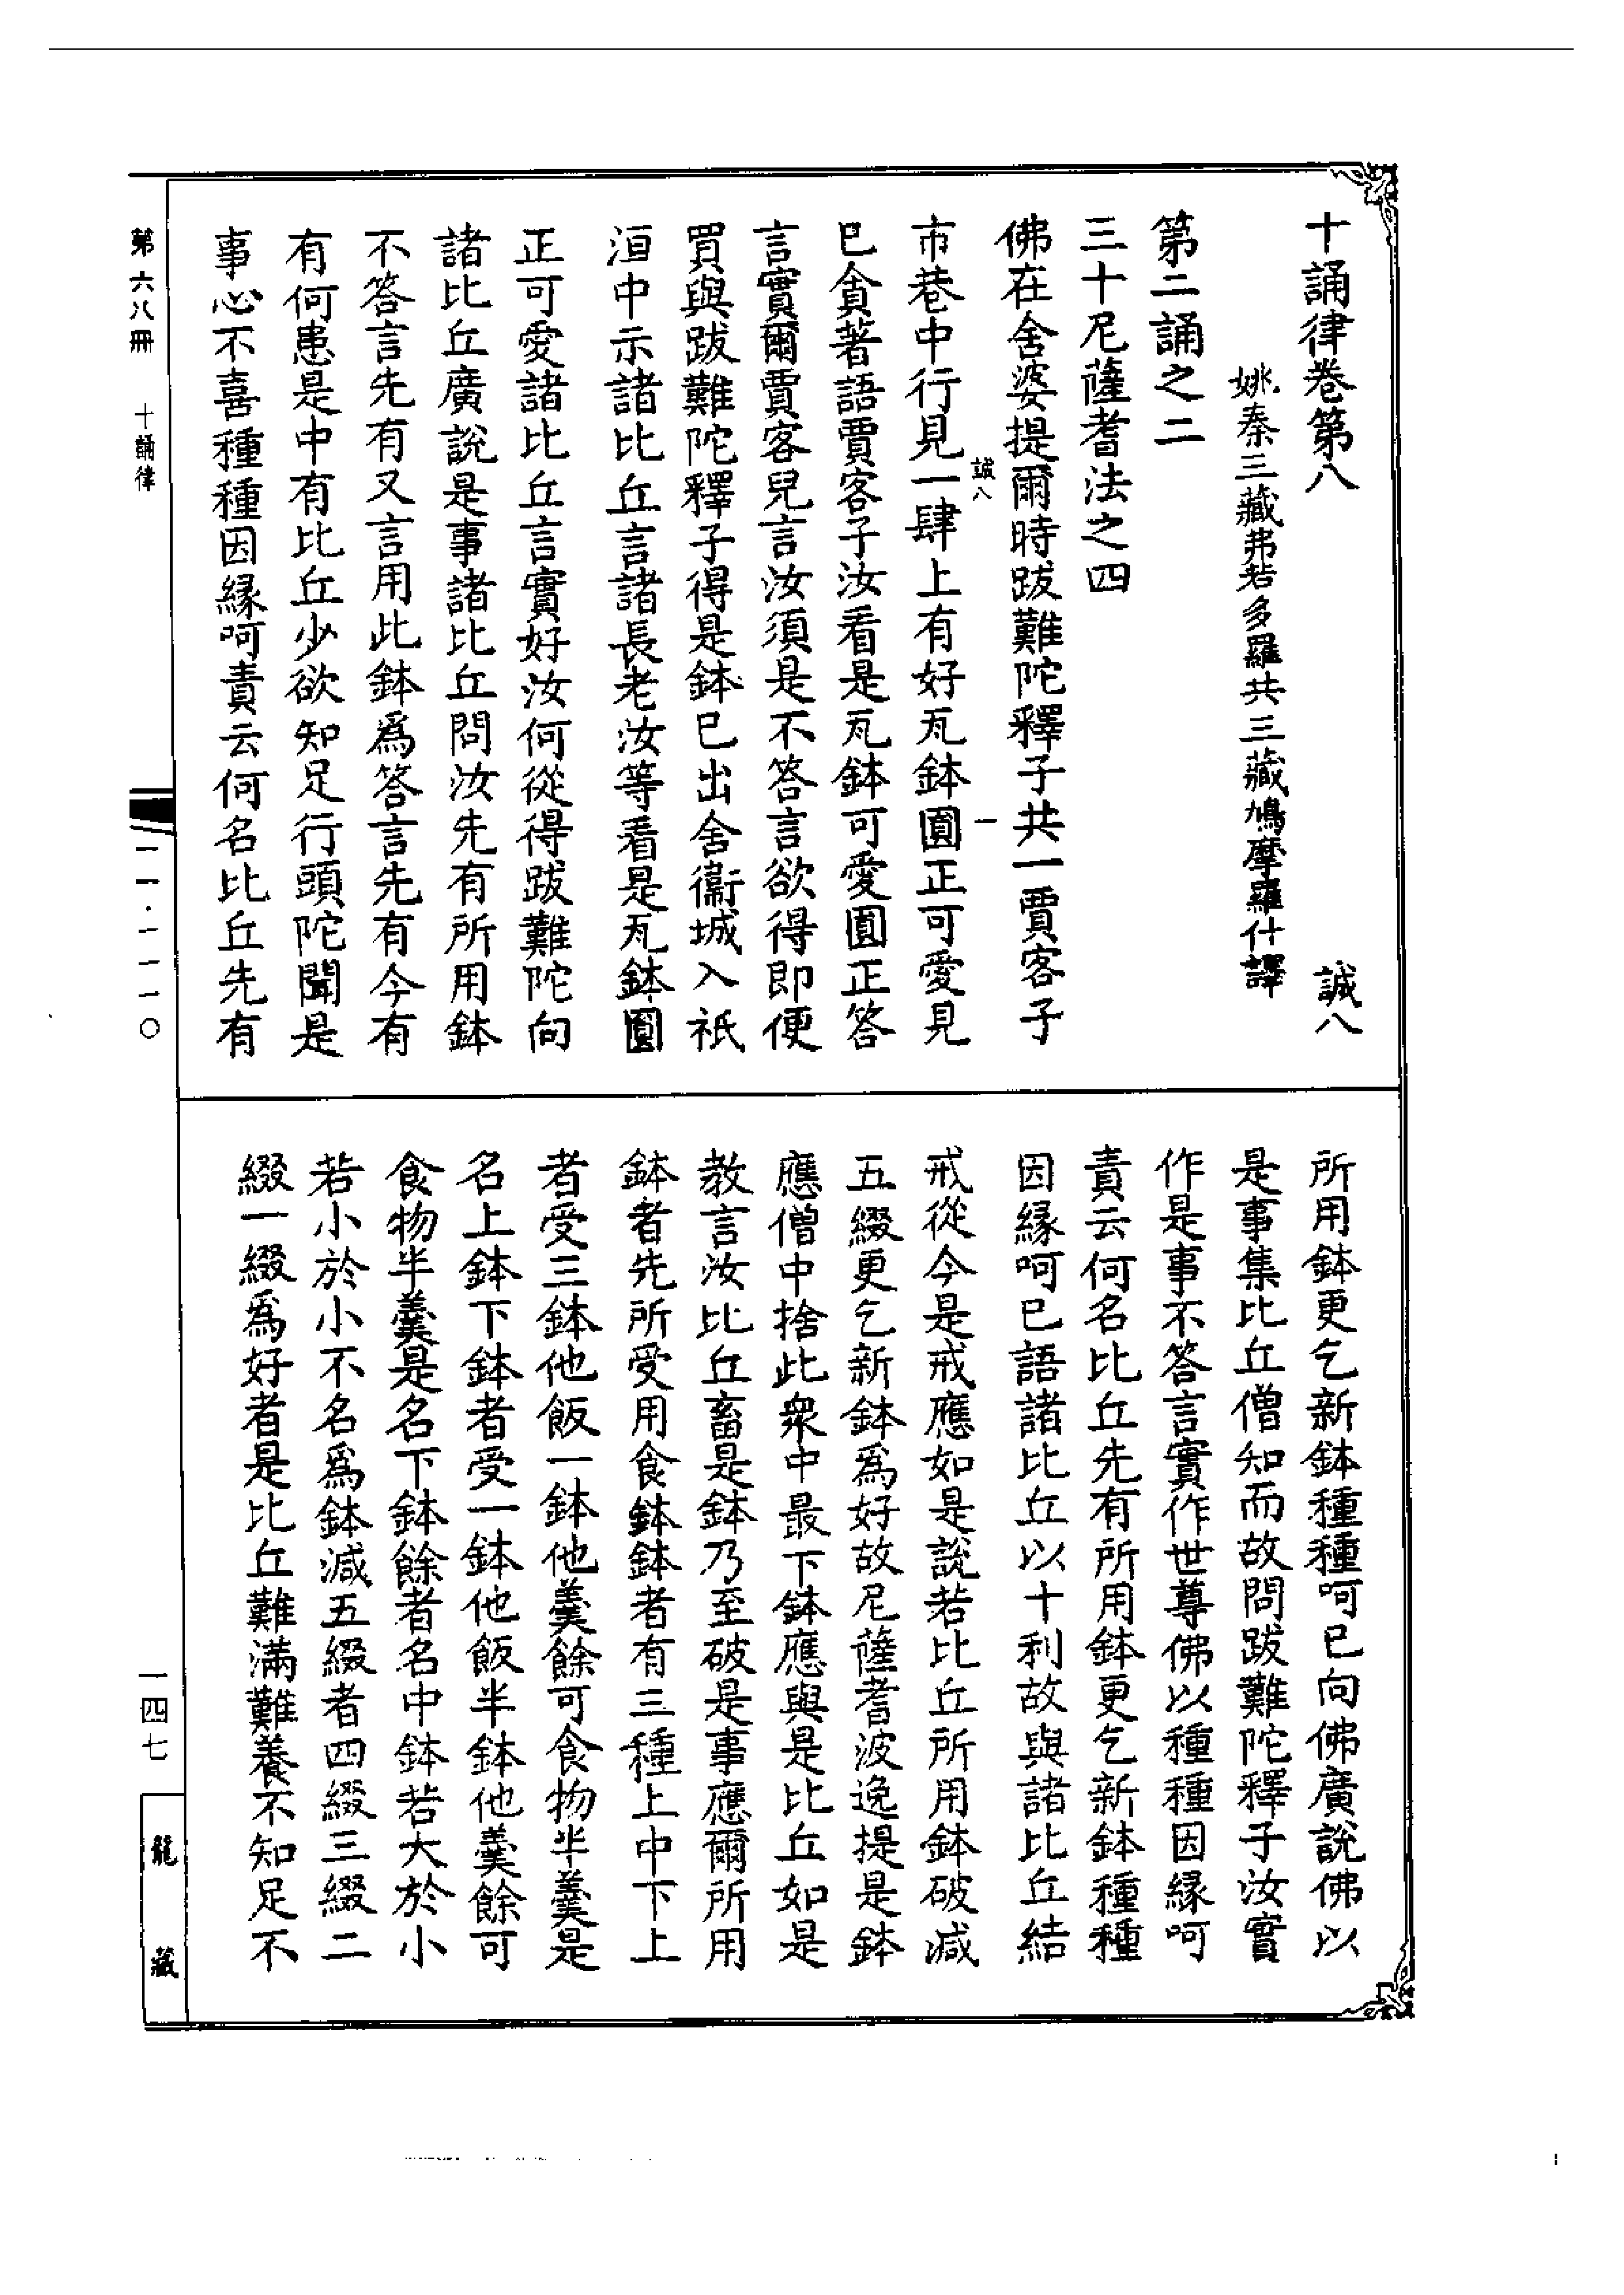 十誦律卷第八　誠八
姚秦三藏弗若多羅共三藏鳩摩羅什譯
第二誦之二
三十尼薩耆法之四
佛在舍婆提爾時跋難陀釋子共一賈客子
誠八　一
市巷中行見一肆上有好瓦鉢圓正可愛見
已貪著語賈客子汝看是瓦鉢可愛圓正答
言實爾賈客兒言汝須是不答言欲得即便
買與跋難陀釋子得是鉢已出舍衞城入祇
洹中示諸比丘言諸長老汝等看是瓦鉢圓
正可愛諸比丘言實好汝何從得跋難陀向
諸比丘廣說是事諸比丘問汝先有所用鉢
不答言先有又言用此鉢爲答言先有今有
有何患是中有比丘少欲知足行頭陀聞是
事心不喜種種因緣呵責云何名比丘先有
所用鉢更乞新鉢種種呵已向佛廣說佛以
是事集比丘僧知而故問跋難陀釋子汝實
作是事不答言實作世尊佛以種種因緣呵
責云何名比丘先有所用鉢更乞新鉢種種
因緣呵已語諸比丘以十利故與諸比丘結
戒從今是戒應如是說若比丘所用鉢破減
五綴更乞新鉢爲好故尼薩耆波逸提是鉢
應僧中捨此衆中最下鉢應與是比丘如是
教言汝比丘畜是鉢乃至破是事應爾所用
鉢者先所受用食鉢鉢者有三種上中下上
者受三鉢他飯一鉢他羹餘可食物半羹是
名上鉢下鉢者受一鉢他飯半鉢他羹餘可
食物半羹是名下鉢餘者名中鉢若大於小
若小於小不名爲鉢減五綴者四綴三綴二
綴一綴爲好者是比丘難滿難養不知足不
第六八冊　十誦律
一一·一一一〇
一四七
龍藏